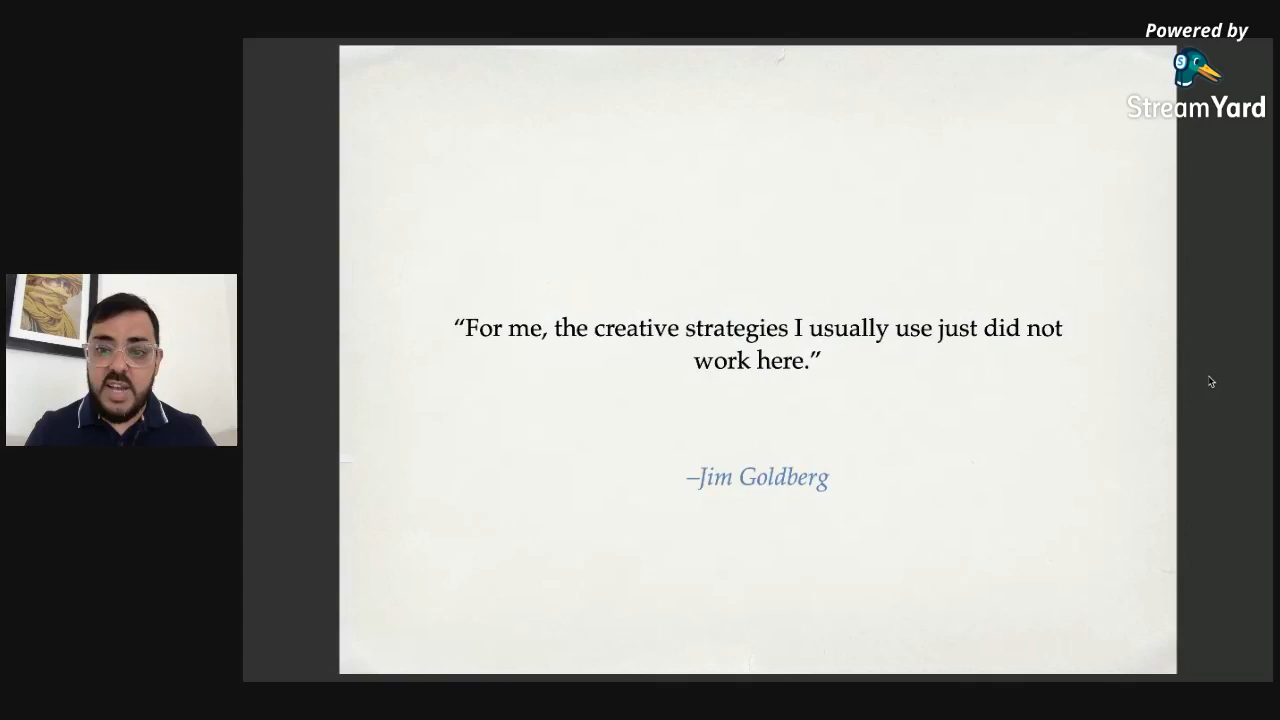 Powered by
StreamYard
“For me, the creative strategies I usually use just did not
work here.”
–Jim Goldberg